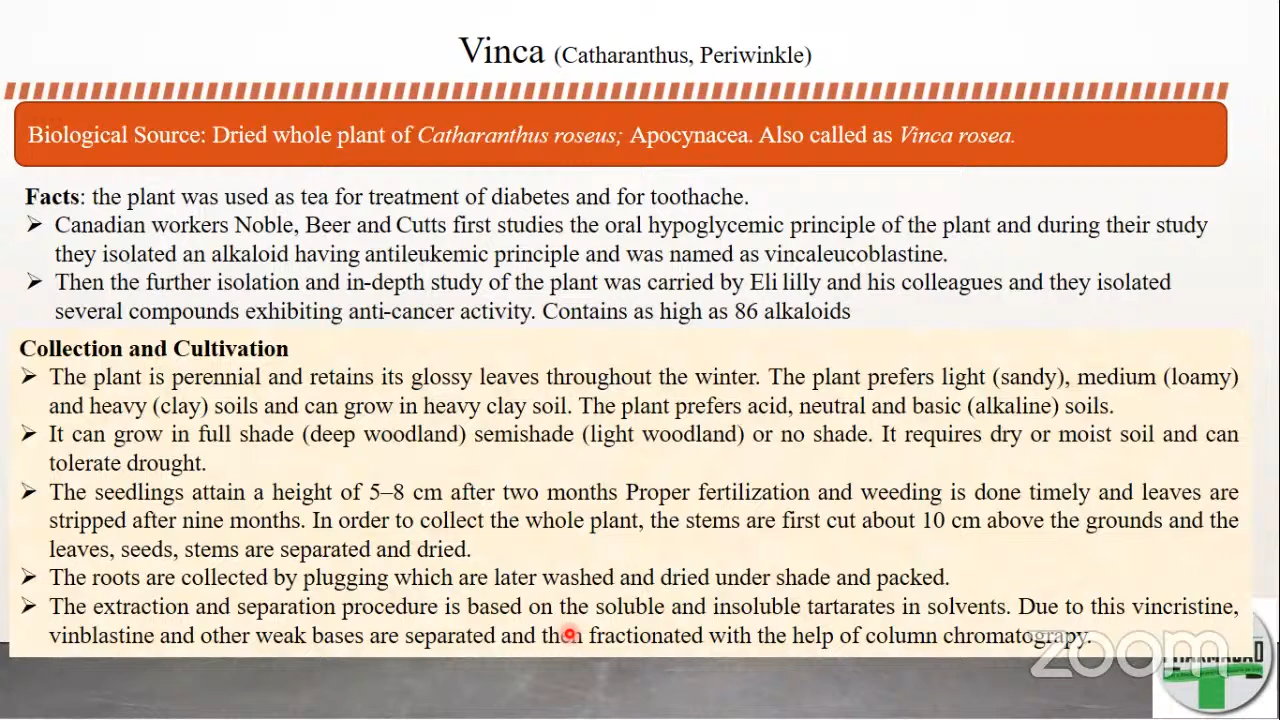 Vinca (Catharanthus, Periwinkle)
Biological Source: Dried whole plant of Catharanthus roseus; Apocynacea. Also called as Vinca rosea.
Facts: the plant was used as tea for treatment of diabetes and for toothache.
➢ Canadian workers Noble, Beer and Cutts first studies the oral hypoglycemic principle of the plant and during their study
they isolated an alkaloid having antileukemic principle and was named as vincaleucoblastine.
➢ Then the further isolation and in-depth study of the plant was carried by Eli lilly and his colleagues and they isolated
several compounds exhibiting anti-cancer activity. Contains as high as 86 alkaloids
Collection and Cultivation
➢ The plant is perennial and retains its glossy leaves throughout the winter. The plant prefers light (sandy), medium (loamy)
and heavy (clay) soils and can grow in heavy clay soil. The plant prefers acid, neutral and basic (alkaline) soils.
➢ It can grow in full shade (deep woodland) semishade (light woodland) or no shade. It requires dry or moist soil and can
tolerate drought.
➢ The seedlings attain a height of 5–8 cm after two months Proper fertilization and weeding is done timely and leaves are
stripped after nine months. In order to collect the whole plant, the stems are first cut about 10 cm above the grounds and the
leaves, seeds, stems are separated and dried.
➢ The roots are collected by plugging which are later washed and dried under shade and packed.
➢ The extraction and separation procedure is based on the soluble and insoluble tartarates in solvents. Due to this vincristine,
vinblastine and other weak bases are separated and then fractionated with the help of column chromatograpy.
zoom